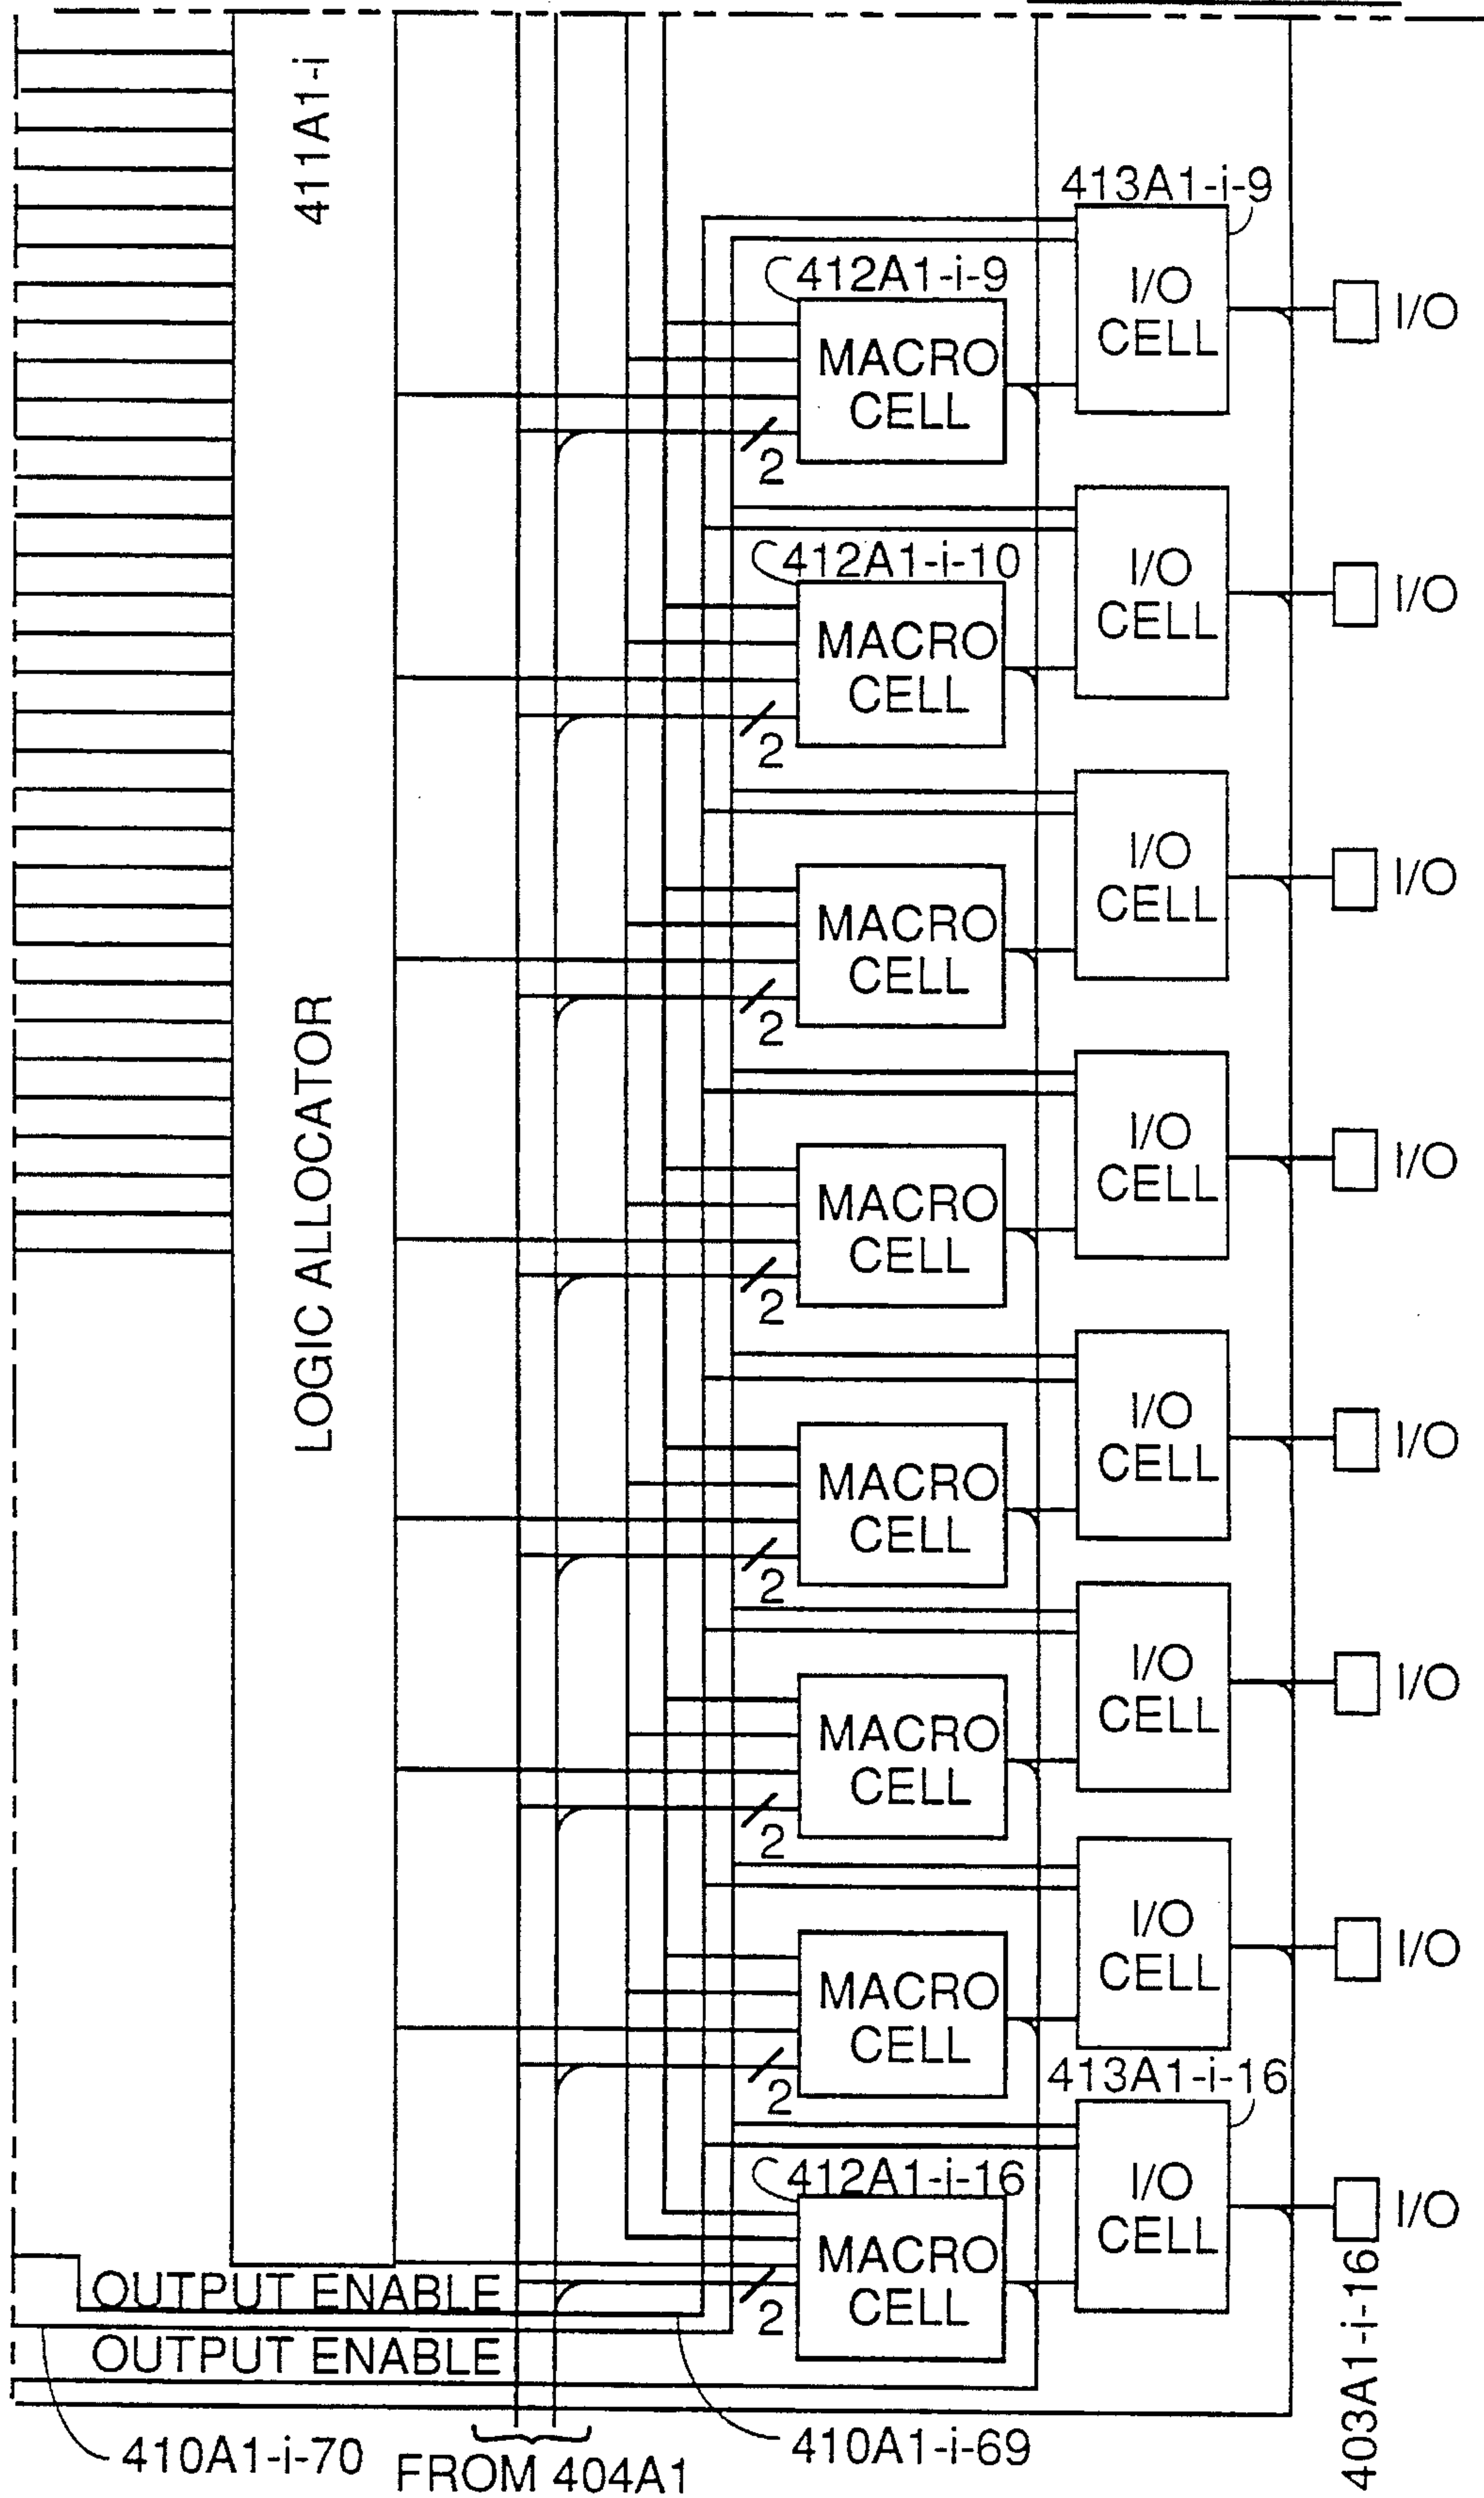 411A1-i
LOGIC ALLOCATOR
413A1-i-9
I/O
CELL
I/O
412A1-i-9
MACRO
CELL
2
I/O
CELL
I/O
412A1-i-10
MACRO
CELL
2
I/O
CELL
I/O
MACRO
CELL
2
I/O
CELL
I/O
MACRO
CELL
2
I/O
CELL
I/O
MACRO
CELL
2
I/O
CELL
I/O
MACRO
CELL
2
I/O
CELL
I/O
MACRO
CELL
2
413A1-i-16
I/O
CELL
I/O
412A1-i-16
MACRO
CELL
2
403A1-i-16
OUTPUT ENABLE
OUTPUT ENABLE
410A1-i-70
FROM 404A1
410A1-i-69